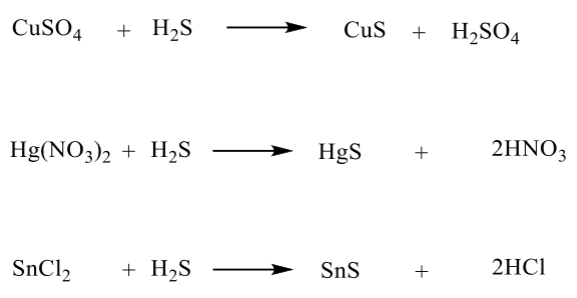 CuSO₄ + H₂S ⟶ CuS + H₂SO₄
Hg(NO₃)₂ + H₂S ⟶ HgS + 2HNO₃
SnCl₂ + H₂S ⟶ SnS + 2HCl